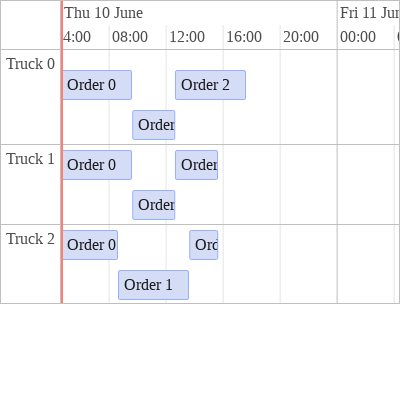 Thu 10 June Fri 11 Jun
4:00 08:00 12:00 16:00 20:00 00:00
Truck 0
Order 0 Order 2
Order
Truck 1
Order 0 Order
Order
Truck 2
Order 0 Ord
Order 1